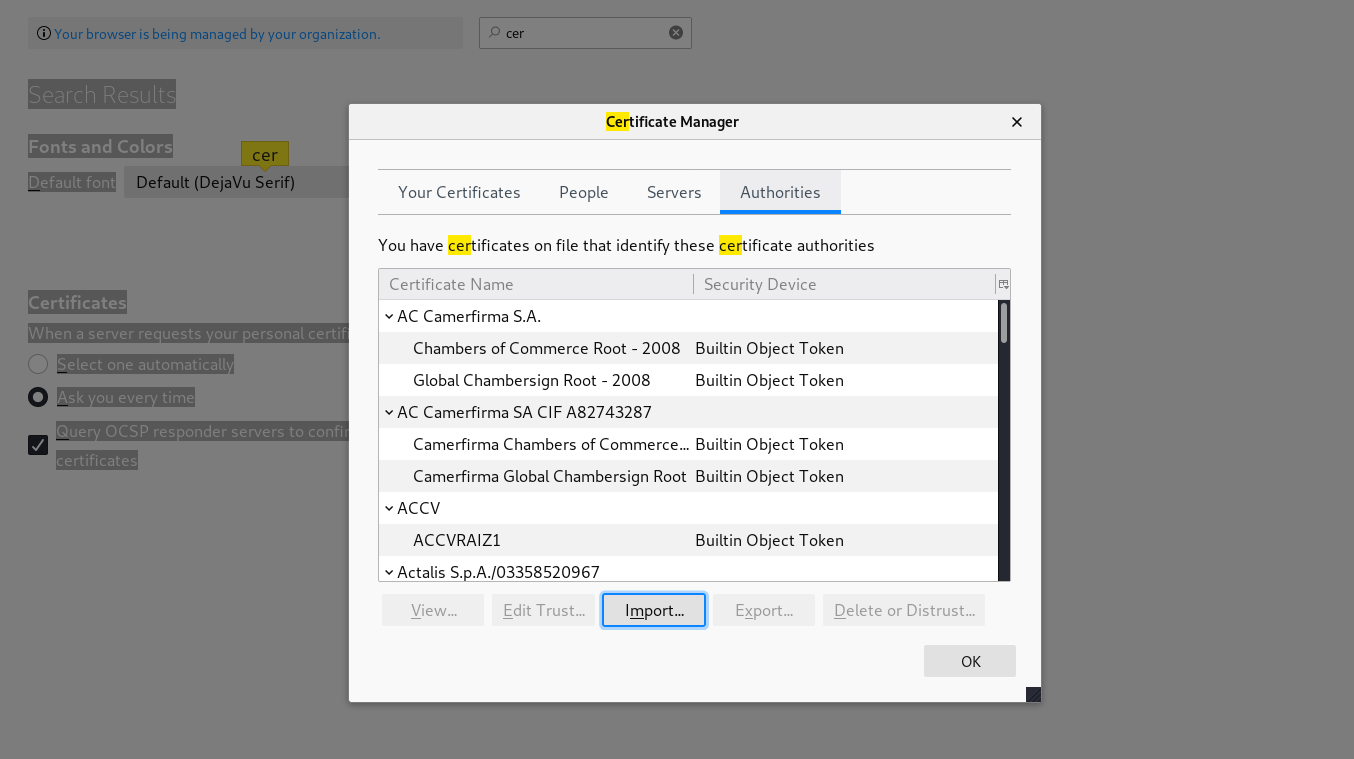 Your browser is being managed by your organization.
cer
Search Results
Fonts and Colors
cer
Default font
Default (DejaVu Serif)
Certificates
When a server requests your personal certifi
Select one automatically
Ask you every time
Query OCSP responder servers to confir
certificates
Certificate Manager
Your Certificates People Servers Authorities
You have certificates on file that identify these certificate authorities
Certificate Name Security Device
AC Camerfirma S.A.
Chambers of Commerce Root - 2008 Builtin Object Token
Global Chambersign Root - 2008 Builtin Object Token
AC Camerfirma SA CIF A82743287
Camerfirma Chambers of Commerce... Builtin Object Token
Camerfirma Global Chambersign Root Builtin Object Token
ACCV
ACCVRAIZ1 Builtin Object Token
Actalis S.p.A./03358520967
View... Edit Trust... Import... Export... Delete or Distrust...
OK